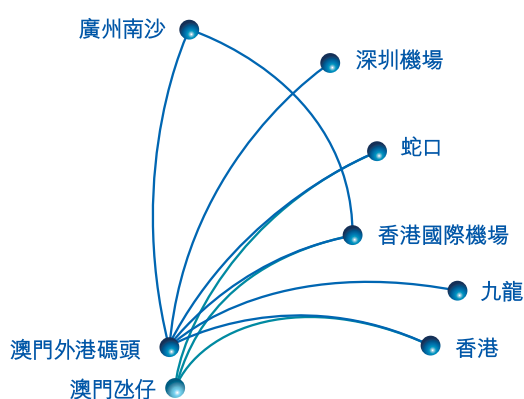 廣州南沙
深圳機場
蛇口
香港國際機場
九龍
澳門外港碼頭
香港
澳門氹仔